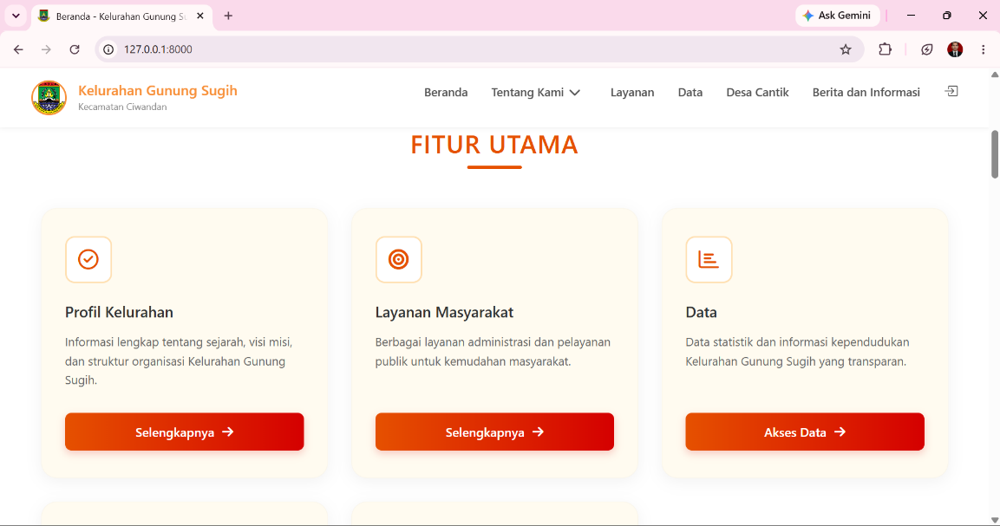 Beranda - Kelurahan Gunung S
Ask Gemini
127.0.0.1:8000
Kelurahan Gunung Sugih
Kecamatan Ciwandan
Beranda
Tentang Kami
Layanan
Data
Desa Cantik
Berita dan Informasi
FITUR UTAMA
Profil Kelurahan
Informasi lengkap tentang sejarah, visi misi,
dan struktur organisasi Kelurahan Gunung
Sugih.
Selengkapnya →
Layanan Masyarakat
Berbagai layanan administrasi dan pelayanan
publik untuk kemudahan masyarakat.
Selengkapnya →
Data
Data statistik dan informasi kependudukan
Kelurahan Gunung Sugih yang transparan.
Akses Data →